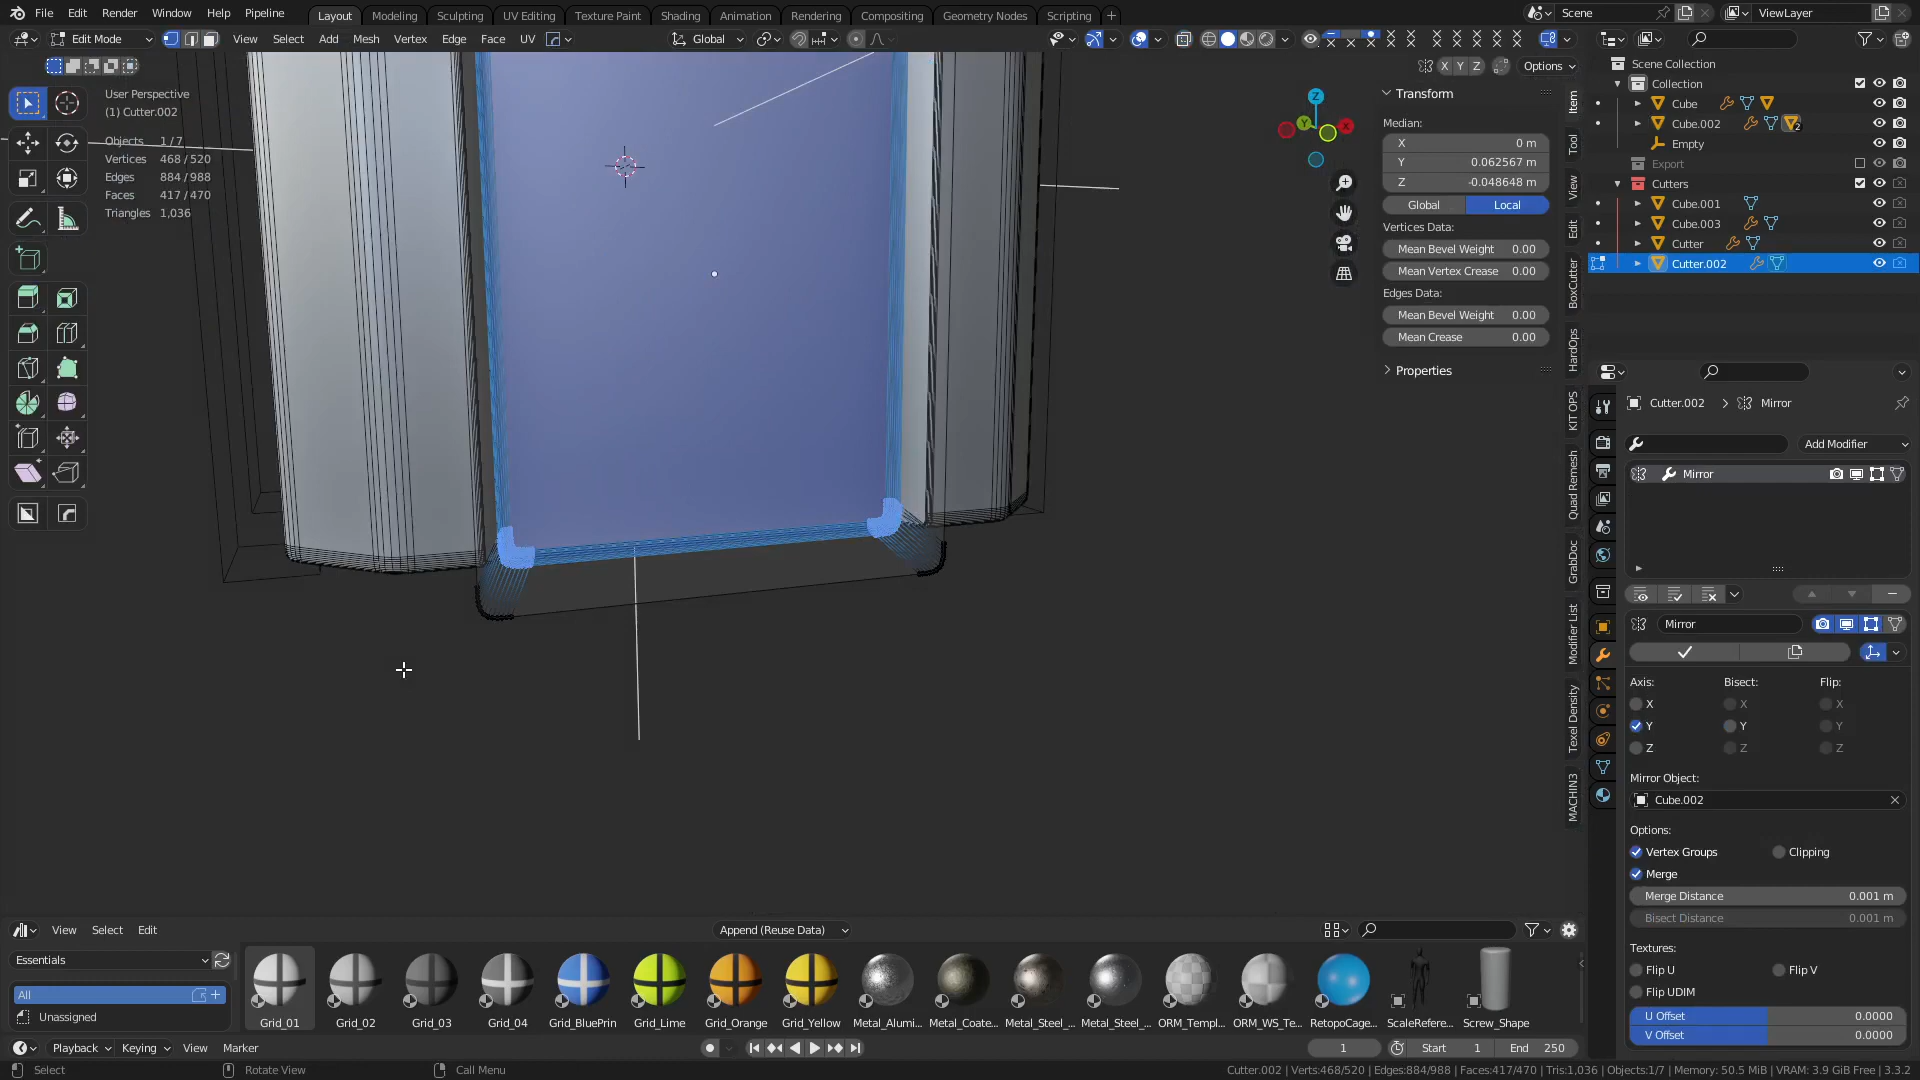 File Edit Render Window Help Pipeline
Layout Modeling Sculpting UV Editing Texture Paint Shading Animation Rendering Compositing Geometry Nodes Scripting +
Scene ViewLayer
Edit Mode View Select Add Mesh Vertex Edge Face UV Global
X Y Z Options
User Perspective
(1) Cutter.002
Objects 1/7
Vertices 468/520
Edges 884/988
Faces 417/470
Triangles 1,036
Z
Y
X
Transform
Median:
X 0 m
Y 0.062567 m
Z -0.048648 m
Global Local
Vertices Data:
Mean Bevel Weight 0.00
Mean Vertex Crease 0.00
Edges Data:
Mean Bevel Weight 0.00
Mean Crease 0.00
Properties
Item
Tool
View
Edit
BoxCutter
HardOps
KIT OPS
Quad Remesh
GrabDoc
Modifier List
Texel Density
MACHIN3
Scene Collection
Collection
Cube
Cube.002 2
Empty
Export
Cutters
Cube.001
Cube.003
Cutter
Cutter.002
Cutter.002 > Mirror
Add Modifier
Mirror
Mirror
Axis: Bisect: Flip:
X X X
Y Y Y
Z Z Z
Mirror Object:
Cube.002
Options:
Vertex Groups Clipping
Merge
Merge Distance 0.001 m
Bisect Distance 0.001 m
Textures:
Flip U Flip V
Flip UDIM
U Offset 0.0000
V Offset 0.0000
View Select Edit Append (Reuse Data)
Essentials
All
Unassigned
Grid_01 Grid_02 Grid_03 Grid_04 Grid_BluePrin Grid_Lime Grid_Orange Grid_Yellow Metal_Alumi... Metal_Coate... Metal_Steel_... Metal_Steel_... ORM_Templ... ORM_WS_Te... RetopoCage... ScaleRefere... Screw_Shape
Playback Keying View Marker 1 Start 1 End 250
Select Rotate View Call Menu Cutter.002 | Verts:468/520 | Edges:884/988 | Faces:417/470 | Tris:1,036 | Objects:1/7 | Memory: 50.5 MiB | VRAM: 3.9 GiB Free | 3.3.2